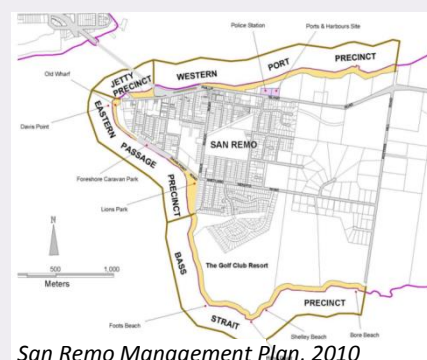 Police Station
Ports & Harbours Site
Old Wharf
JETTY PRECINCT
WESTERN PORT PRECINCT
Davis Point
EASTERN PASSAGE PRECINCT
SAN REMO
Foreshore Caravan Park
Lions Park
N
500 1,000
Meters
The Golf Club Resort
BASS STRAIT PRECINCT
Foots Beach
Shelley Beach
Bore Beach
San Remo Management Plan, 2010